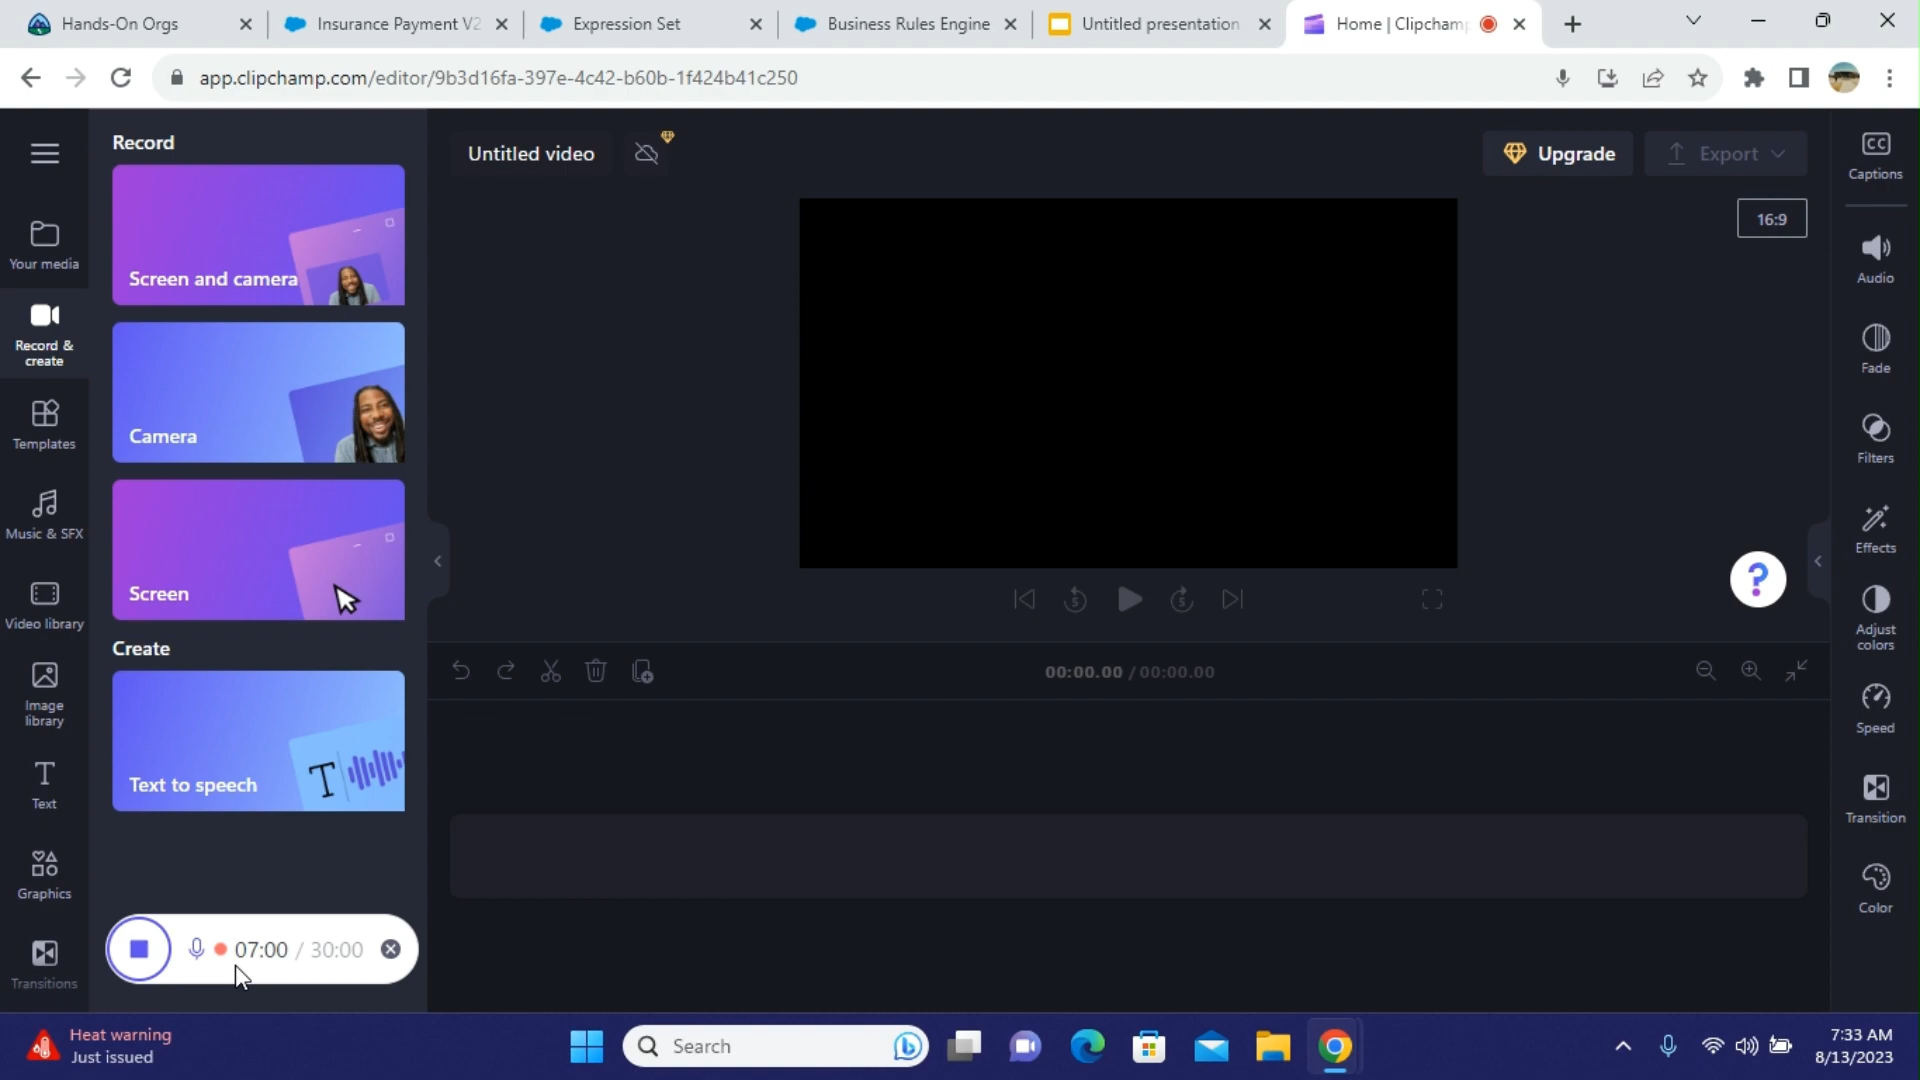 Hands-On Orgs
Insurance Payment V2
Expression Set
Business Rules Engine
Untitled presentation
Home | Clipchamp
app.clipchamp.com/editor/9b3d16fa-397e-4c42-b60b-1f424b41c250
Your media
Record &
create
Templates
Music & SFX
Video library
Image
library
Text
Graphics
Transitions
Record
Screen and camera
Camera
Screen
Create
T
Text to speech
07:00 / 30:00
Untitled video
Upgrade
Export
16:9
5
5
?
00:00.00 / 00:00.00
CC
Captions
Audio
Fade
Filters
Effects
Adjust
colors
Speed
Transition
Color
Heat warning
Just issued
Search
7:33 AM
8/13/2023